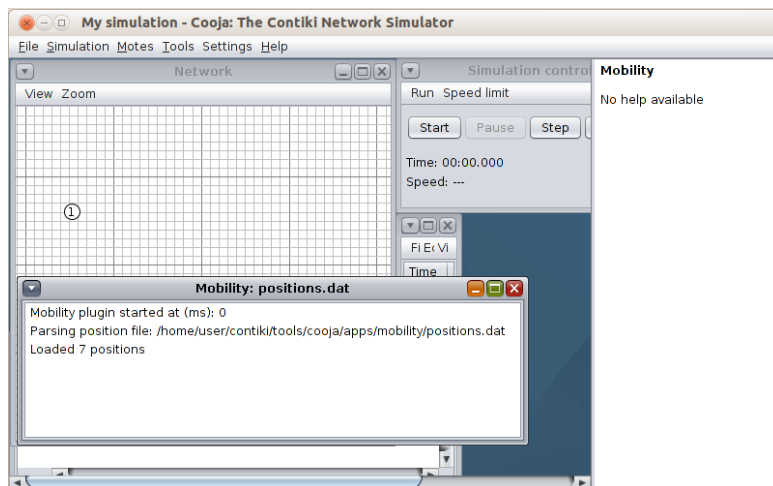 My simulation - Cooja: The Contiki Network Simulator
File Simulation Motes Tools Settings Help
Network
View Zoom
1
Simulation control
Run Speed limit
Start Pause Step
Time: 00:00.000
Speed: ---
Mobility
No help available
Fi Ec Vi
Time
Mobility: positions.dat
Mobility plugin started at (ms): 0
Parsing position file: /home/user/contiki/tools/cooja/apps/mobility/positions.dat
Loaded 7 positions